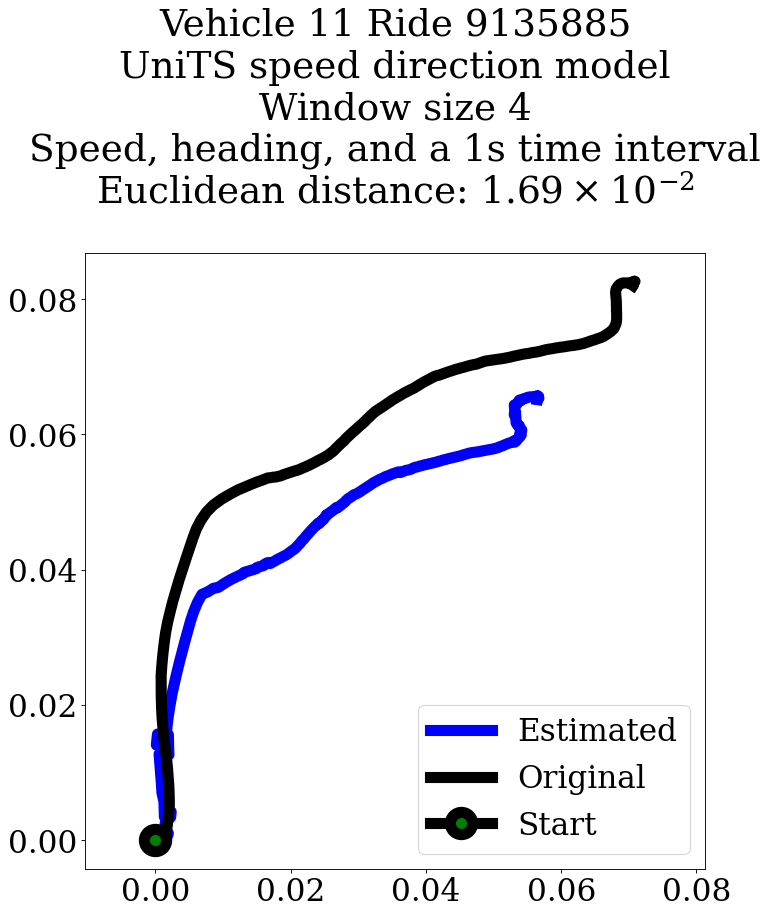 Vehicle 11 Ride 9135885
UniTS speed direction model
Window size 4
Speed, heading, and a 1s time interval
Euclidean distance: 1.69 × 10⁻²
0.08
0.06
0.04
0.02
0.00
Estimated
Original
Start
0.00 0.02 0.04 0.06 0.08